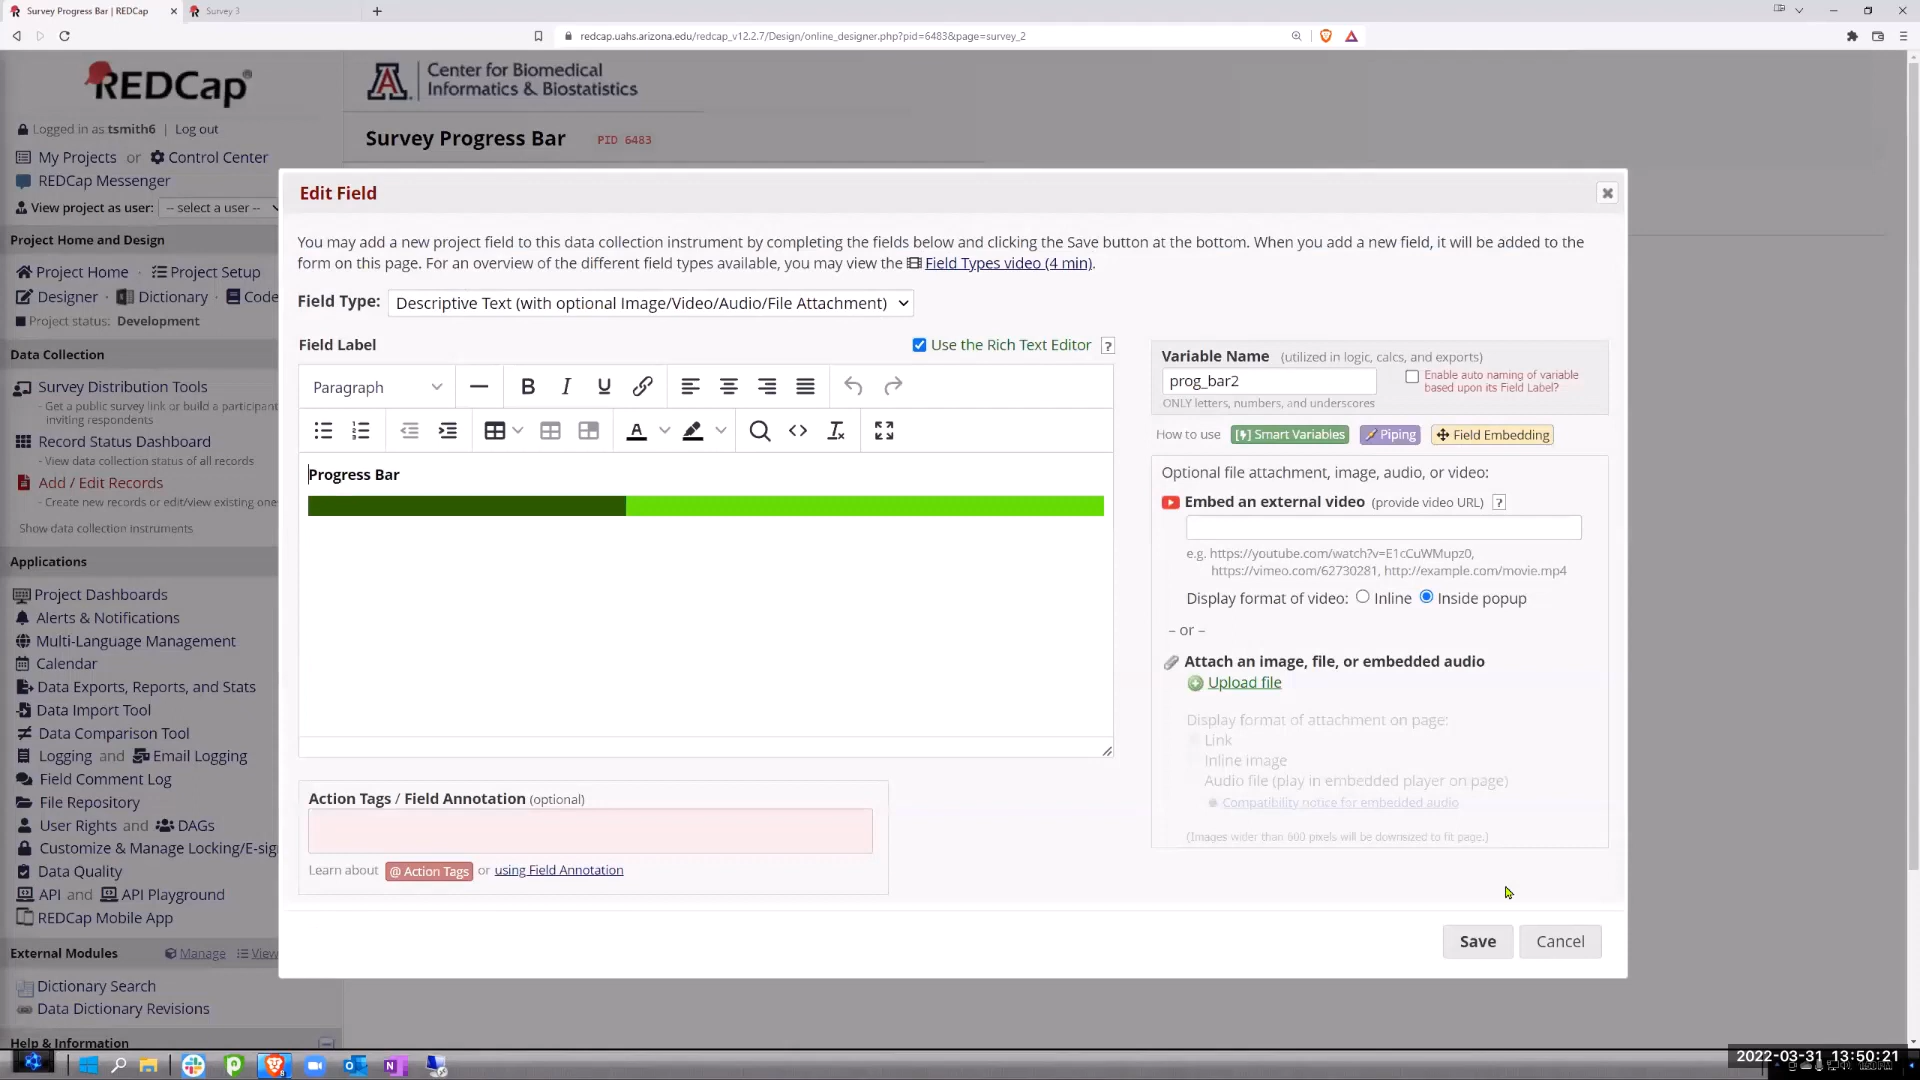 Survey Progress Bar | REDCap
Survey 3
redcap.uahs.arizona.edu/redcap_v12.2.7/Design/online_designer.php?pid=6483&page=survey_2
REDCap®
Center for Biomedical
Informatics & Biostatistics
Logged in as tsmith6 | Log out
Survey Progress Bar PID 6483
My Projects or Control Center
REDCap Messenger
View project as user: -- select a user --
Project Home and Design
Project Home · Project Setup
Designer · Dictionary · Code
Project status: Development
Data Collection
Survey Distribution Tools
- Get a public survey link or build a participant
inviting respondents
Record Status Dashboard
- View data collection status of all records
Add / Edit Records
- Create new records or edit/view existing one
Show data collection instruments
Applications
Project Dashboards
Alerts & Notifications
Multi-Language Management
Calendar
Data Exports, Reports, and Stats
Data Import Tool
Data Comparison Tool
Logging and Email Logging
Field Comment Log
File Repository
User Rights and DAGs
Customize & Manage Locking/E-sig
Data Quality
API and API Playground
REDCap Mobile App
External Modules Manage View
Dictionary Search
Data Dictionary Revisions
Help & Information
Edit Field
You may add a new project field to this data collection instrument by completing the fields below and clicking the Save button at the bottom. When you add a new field, it will be added to the
form on this page. For an overview of the different field types available, you may view the Field Types video (4 min).
Field Type: Descriptive Text (with optional Image/Video/Audio/File Attachment)
Field Label Use the Rich Text Editor ?
Paragraph B I U
A
Progress Bar
Action Tags / Field Annotation (optional)
Learn about @ Action Tags or using Field Annotation
Variable Name (utilized in logic, calcs, and exports)
prog_bar2
Enable auto naming of variable
based upon its Field Label?
ONLY letters, numbers, and underscores
How to use Smart Variables Piping Field Embedding
Optional file attachment, image, audio, or video:
Embed an external video (provide video URL) ?
e.g. https://youtube.com/watch?v=E1cCuWMupz0,
https://vimeo.com/62730281, http://example.com/movie.mp4
Display format of video: Inline Inside popup
– or –
Attach an image, file, or embedded audio
Upload file
Display format of attachment on page:
Link
Inline image
Audio file (play in embedded player on page)
Compatibility notice for embedded audio
(Images wider than 600 pixels will be downsized to fit page.)
Save Cancel
2022-03-31 13:50:21